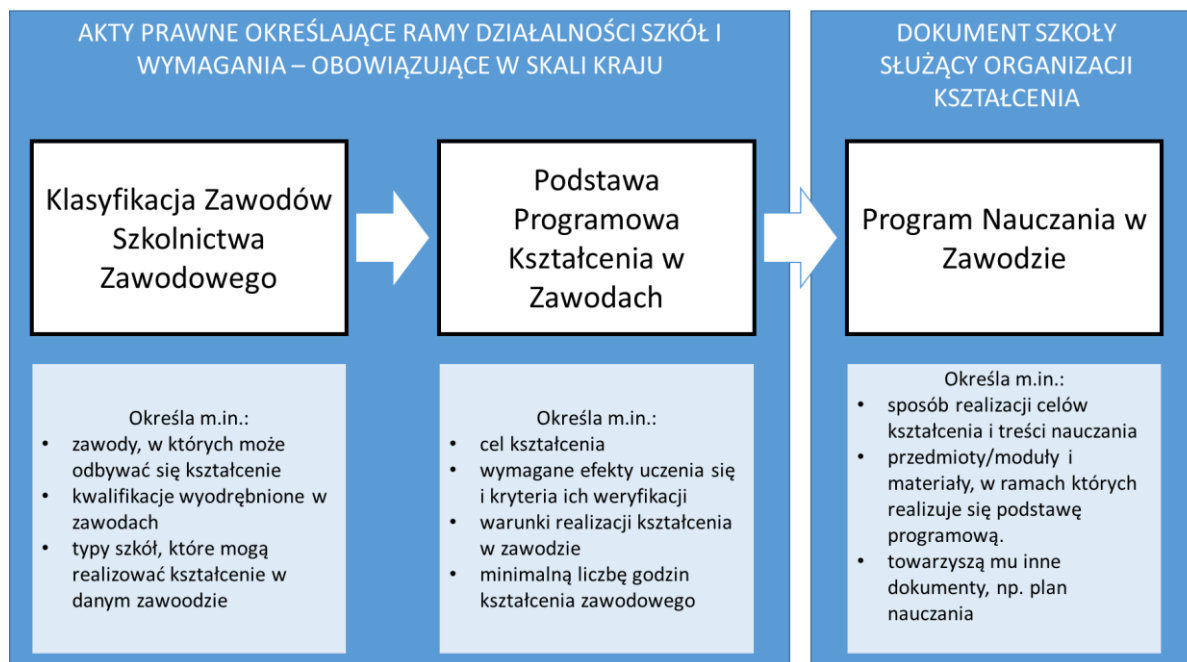 AKTY PRAWNE OKREŚLAJĄCE RAMY DZIAŁALNOŚCI SZKÓŁ I
WYMAGANIA – OBOWIĄZUJĄCE W SKALI KRAJU
Klasyfikacja Zawodów
Szkolnictwa
Zawodowego
Podstawa
Programowa
Kształcenia w
Zawodach
Określa m.in.:
• zawody, w których może
odbywać się kształcenie
• kwalifikacje wyodrębnione w
zawodach
• typy szkół, które mogą
realizować kształcenie w
danym zawoodzie
Określa m.in.:
• cel kształcenia
• wymagane efekty uczenia się
i kryteria ich weryfikacji
• warunki realizacji kształcenia
w zawodzie
• minimalną liczbę godzin
kształcenia zawodowego
DOKUMENT SZKOŁY
SŁUŻĄCY ORGANIZACJI
KSZTAŁCENIA
Program Nauczania w
Zawodzie
Określa m.in.:
• sposób realizacji celów
kształcenia i treści nauczania
• przedmioty/moduły i
materiały, w ramach których
realizuje się podstawę
programową.
• towarzyszą mu inne
dokumenty, np. plan
nauczania